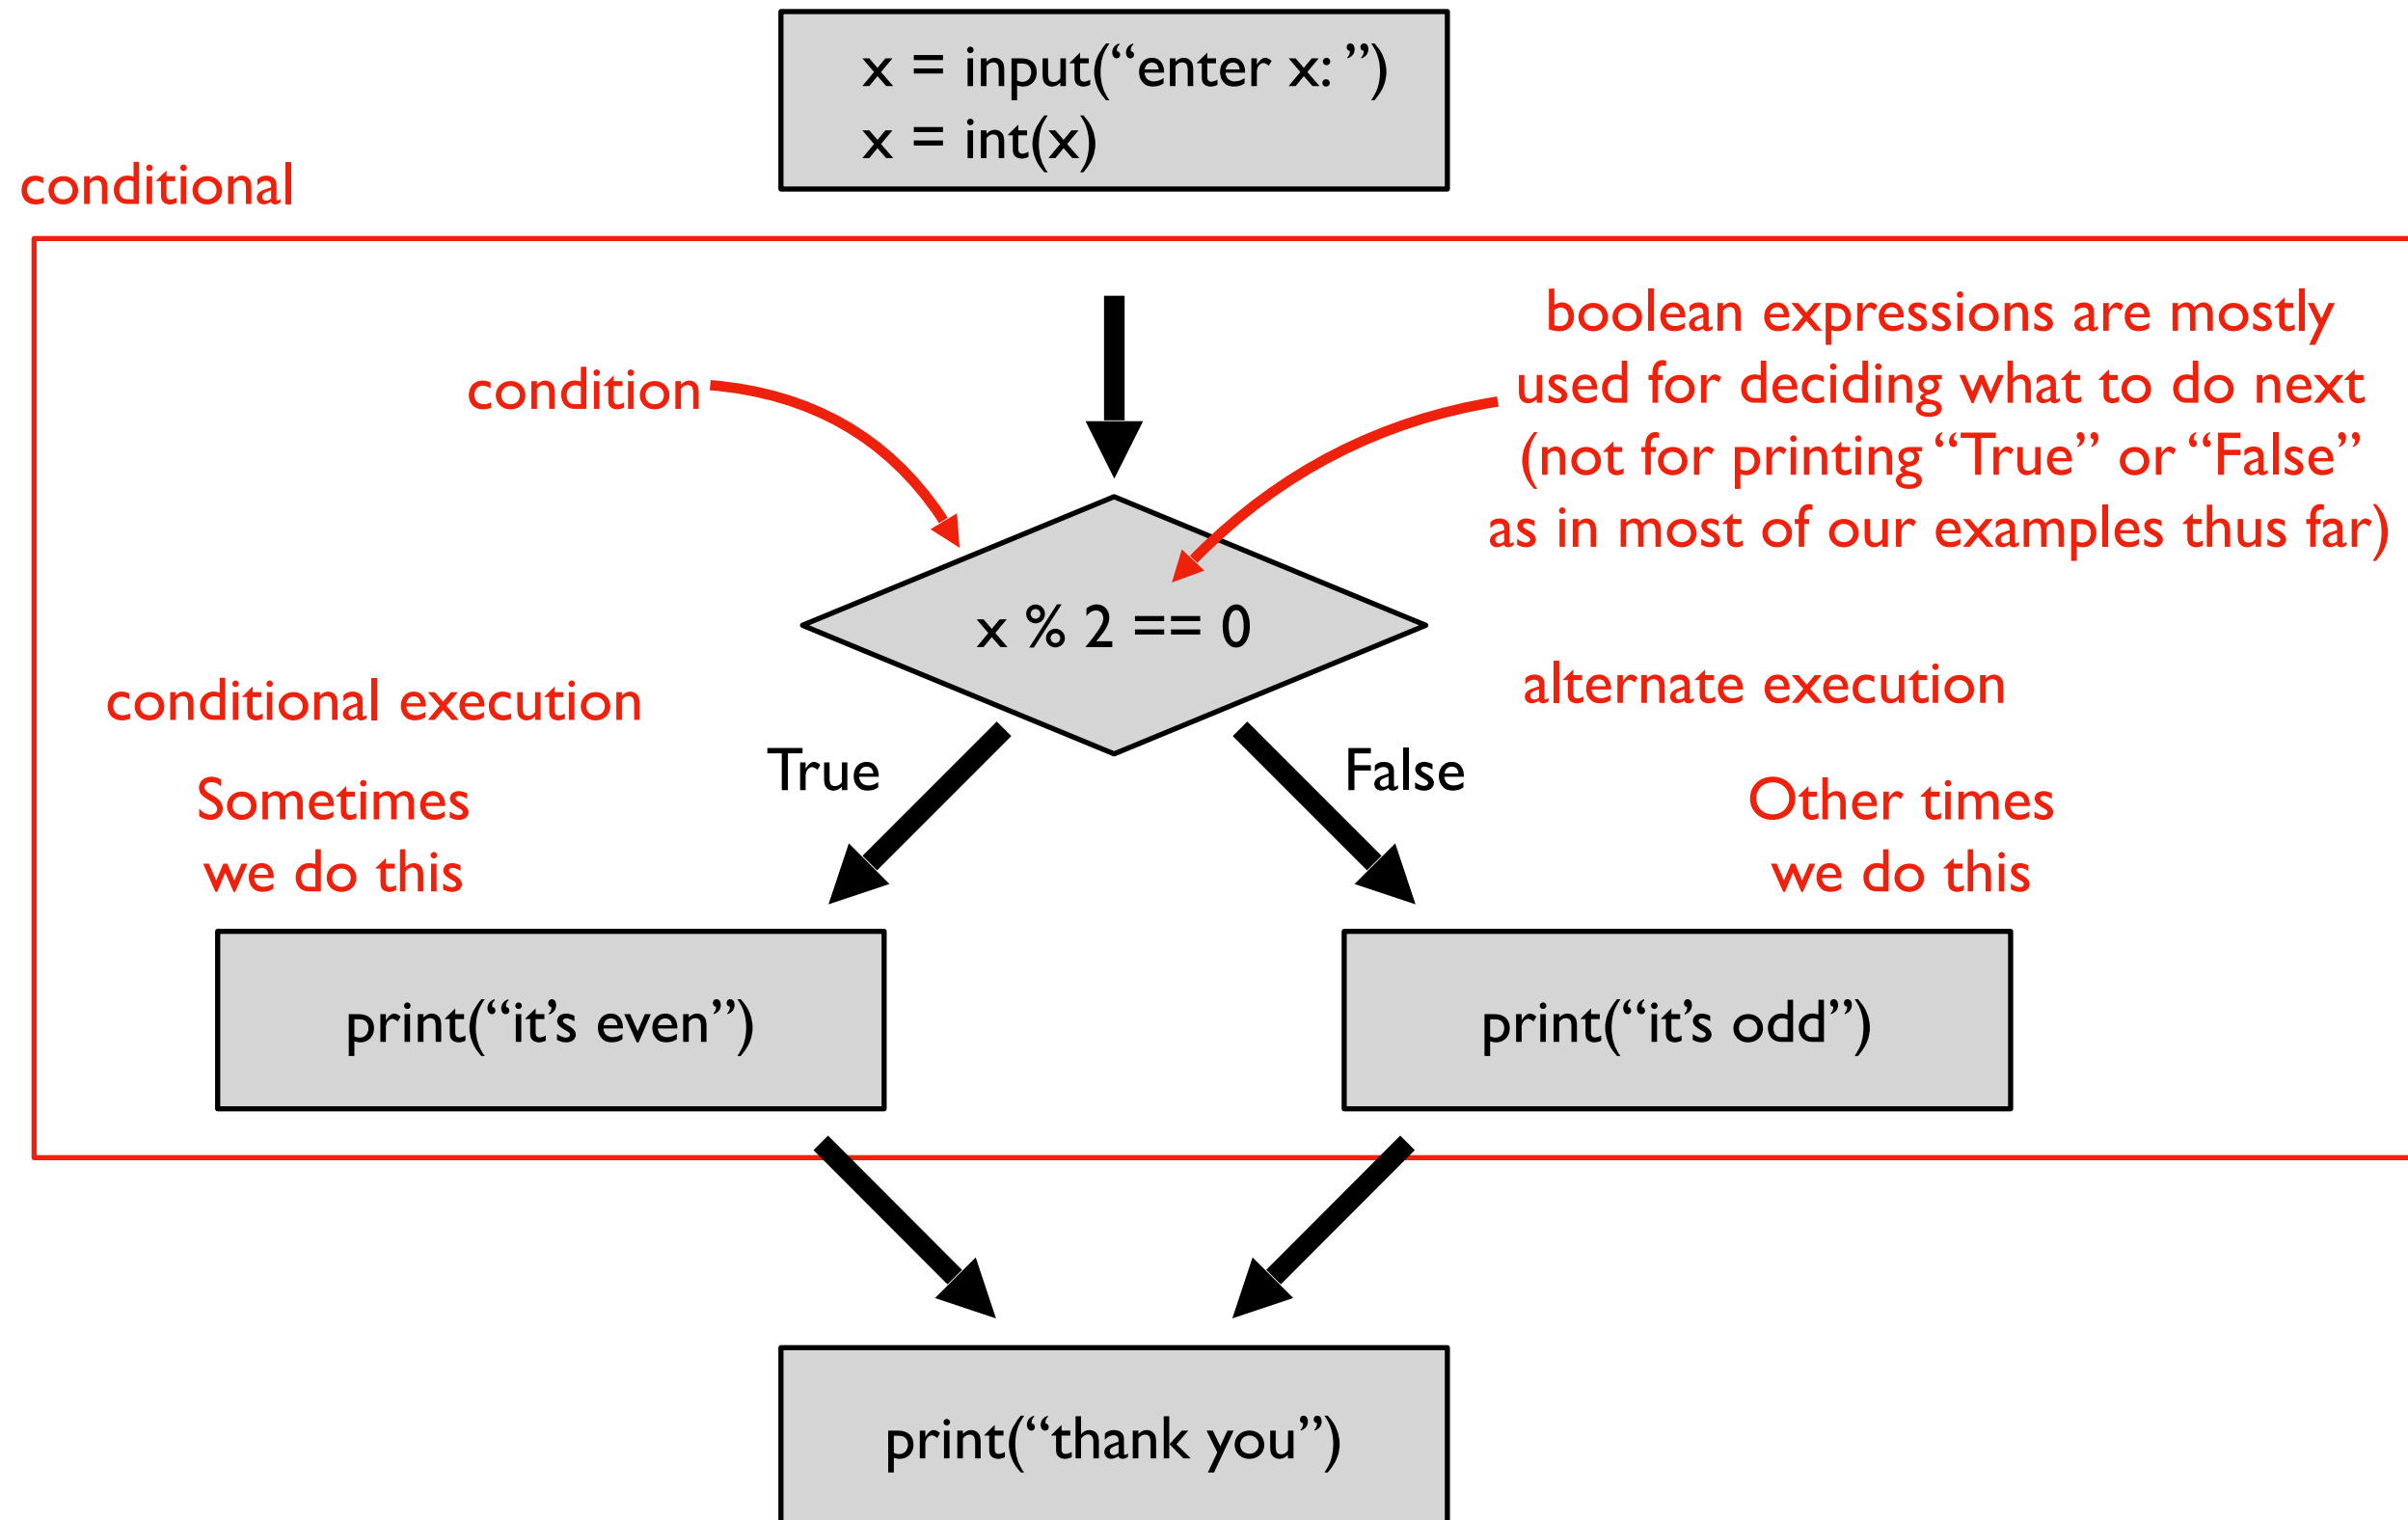 x = input(“enter x: ”)
x = int(x)
conditional
boolean expressions are mostly
used for deciding what to do next
(not for printing “True” or “False”
as in most of our examples thus far)
condition
x % 2 == 0
conditional execution
alternate execution
True
False
Sometimes
we do this
Other times
we do this
print(“it’s even”)
print(“it’s odd”)
print(“thank you”)